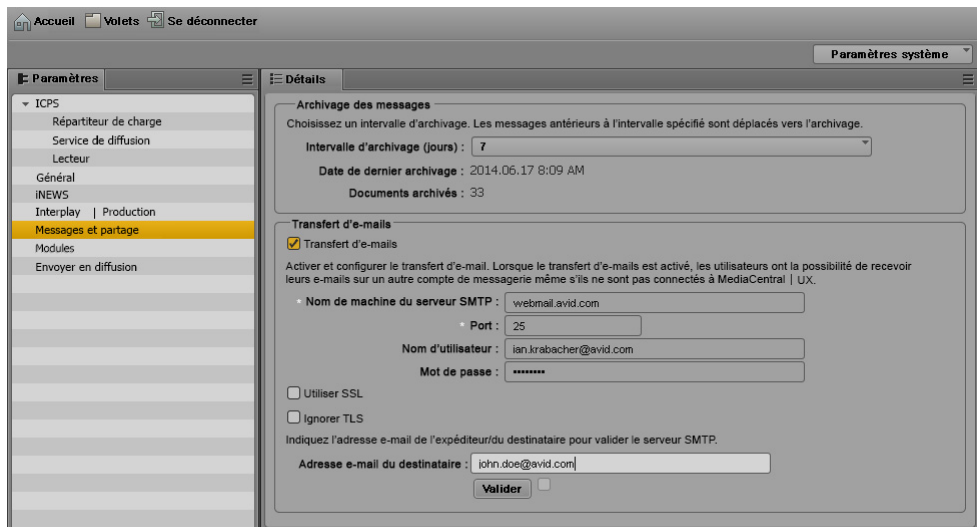 Accueil Volets Se déconnecter
Paramètres système
Paramètres
ICPS
Répartiteur de charge
Service de diffusion
Lecteur
Général
iNEWS
Interplay | Production
Messages et partage
Modules
Envoyer en diffusion
Détails
Archivage des messages
Choisissez un intervalle d'archivage. Les messages antérieurs à l'intervalle spécifié sont déplacés vers l'archivage.
Intervalle d'archivage (jours) : 7
Date de dernier archivage : 2014.06.17 8:09 AM
Documents archivés : 33
Transfert d'e-mails
Transfert d'e-mails
Activer et configurer le transfert d'e-mail. Lorsque le transfert d'e-mails est activé, les utilisateurs ont la possibilité de recevoir
leurs e-mails sur un autre compte de messagerie même s'ils ne sont pas connectés à MediaCentral | UX.
* Nom de machine du serveur SMTP : webmail.avid.com
* Port : 25
Nom d'utilisateur : ian.krabacher@avid.com
Mot de passe : ••••••••
Utiliser SSL
Ignorer TLS
Indiquez l'adresse e-mail de l'expéditeur/du destinataire pour valider le serveur SMTP.
Adresse e-mail du destinataire : john.doe@avid.com
Valider